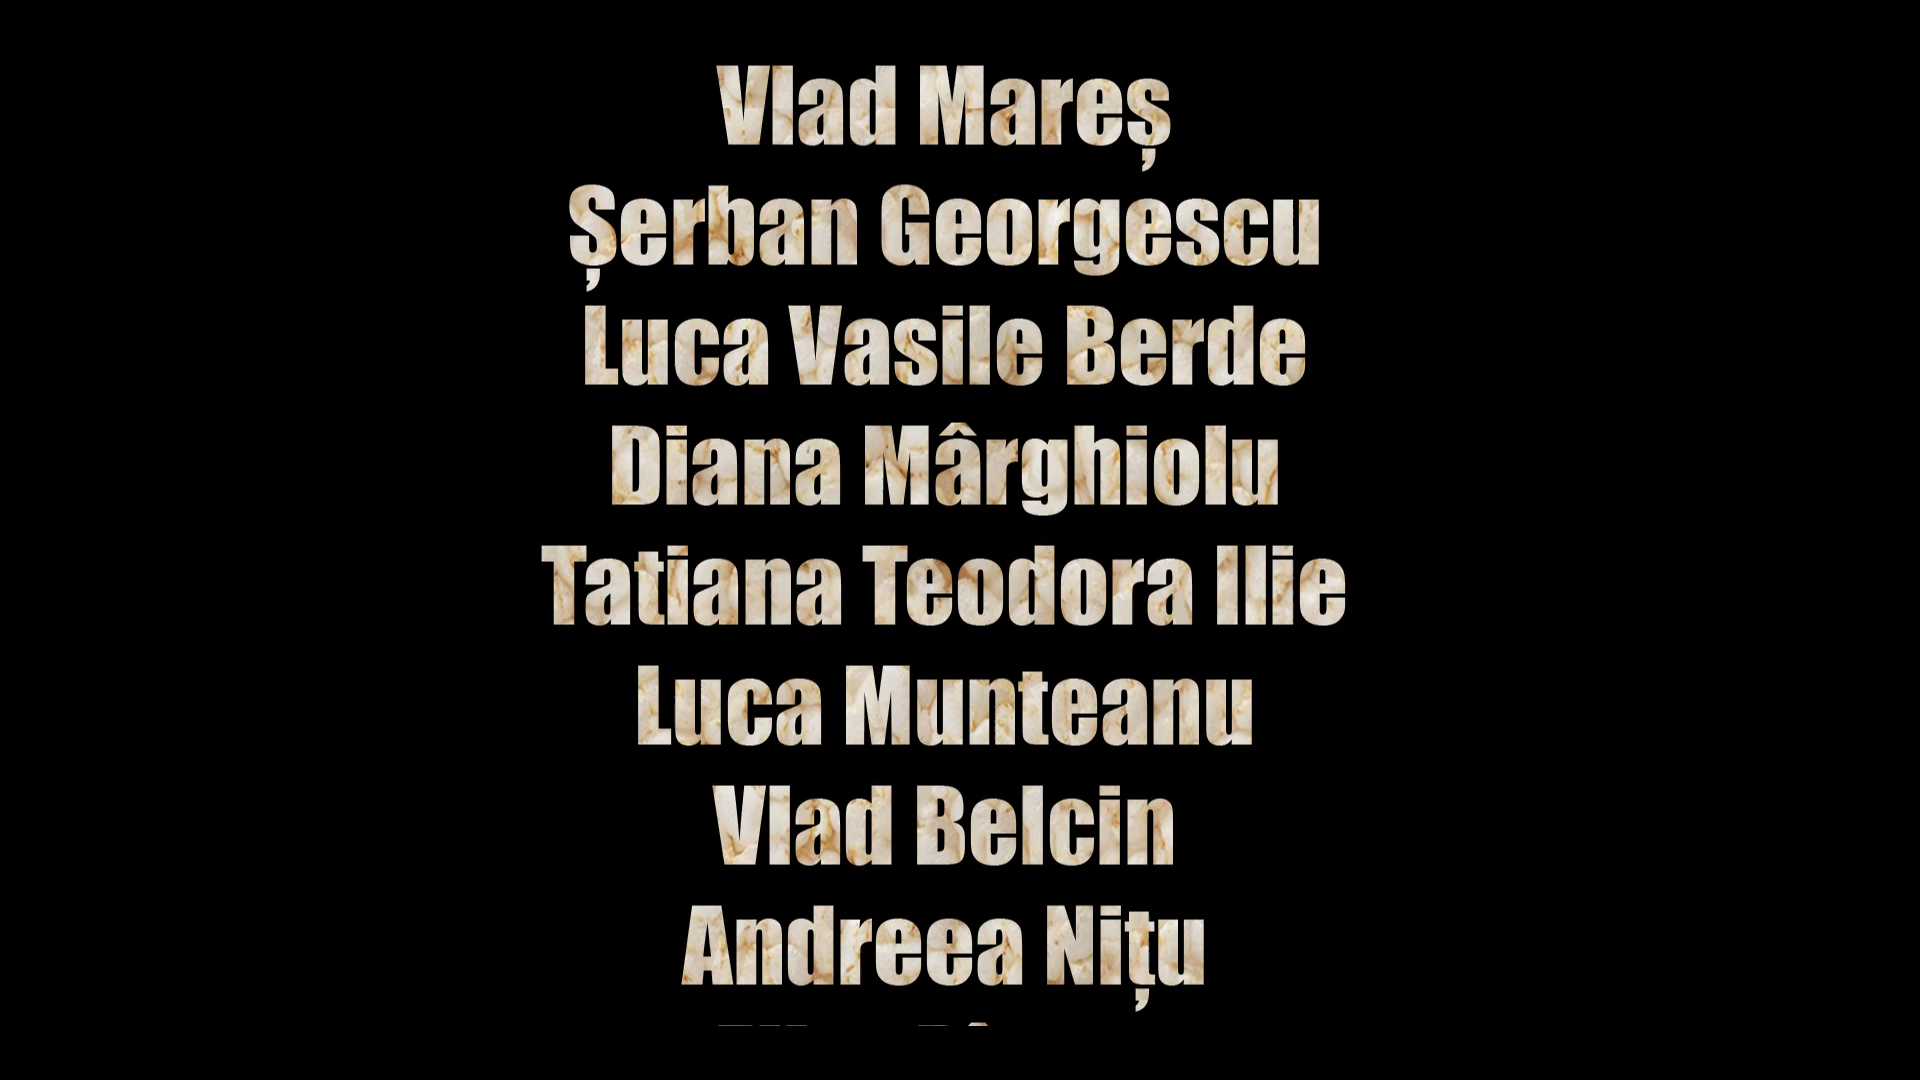 Vlad Mareș
Șerban Georgescu
Luca Vasile Berde
Diana Mârghiolu
Tatiana Teodora Ilie
Luca Munteanu
Vlad Belcin
Andreea Nițu